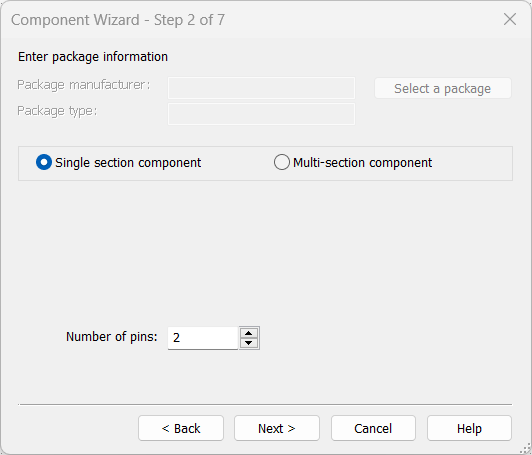 Component Wizard - Step 2 of 7
Enter package information
Package manufacturer:
Select a package
Package type:
Single section component
Multi-section component
Number of pins: 2
< Back
Next >
Cancel
Help